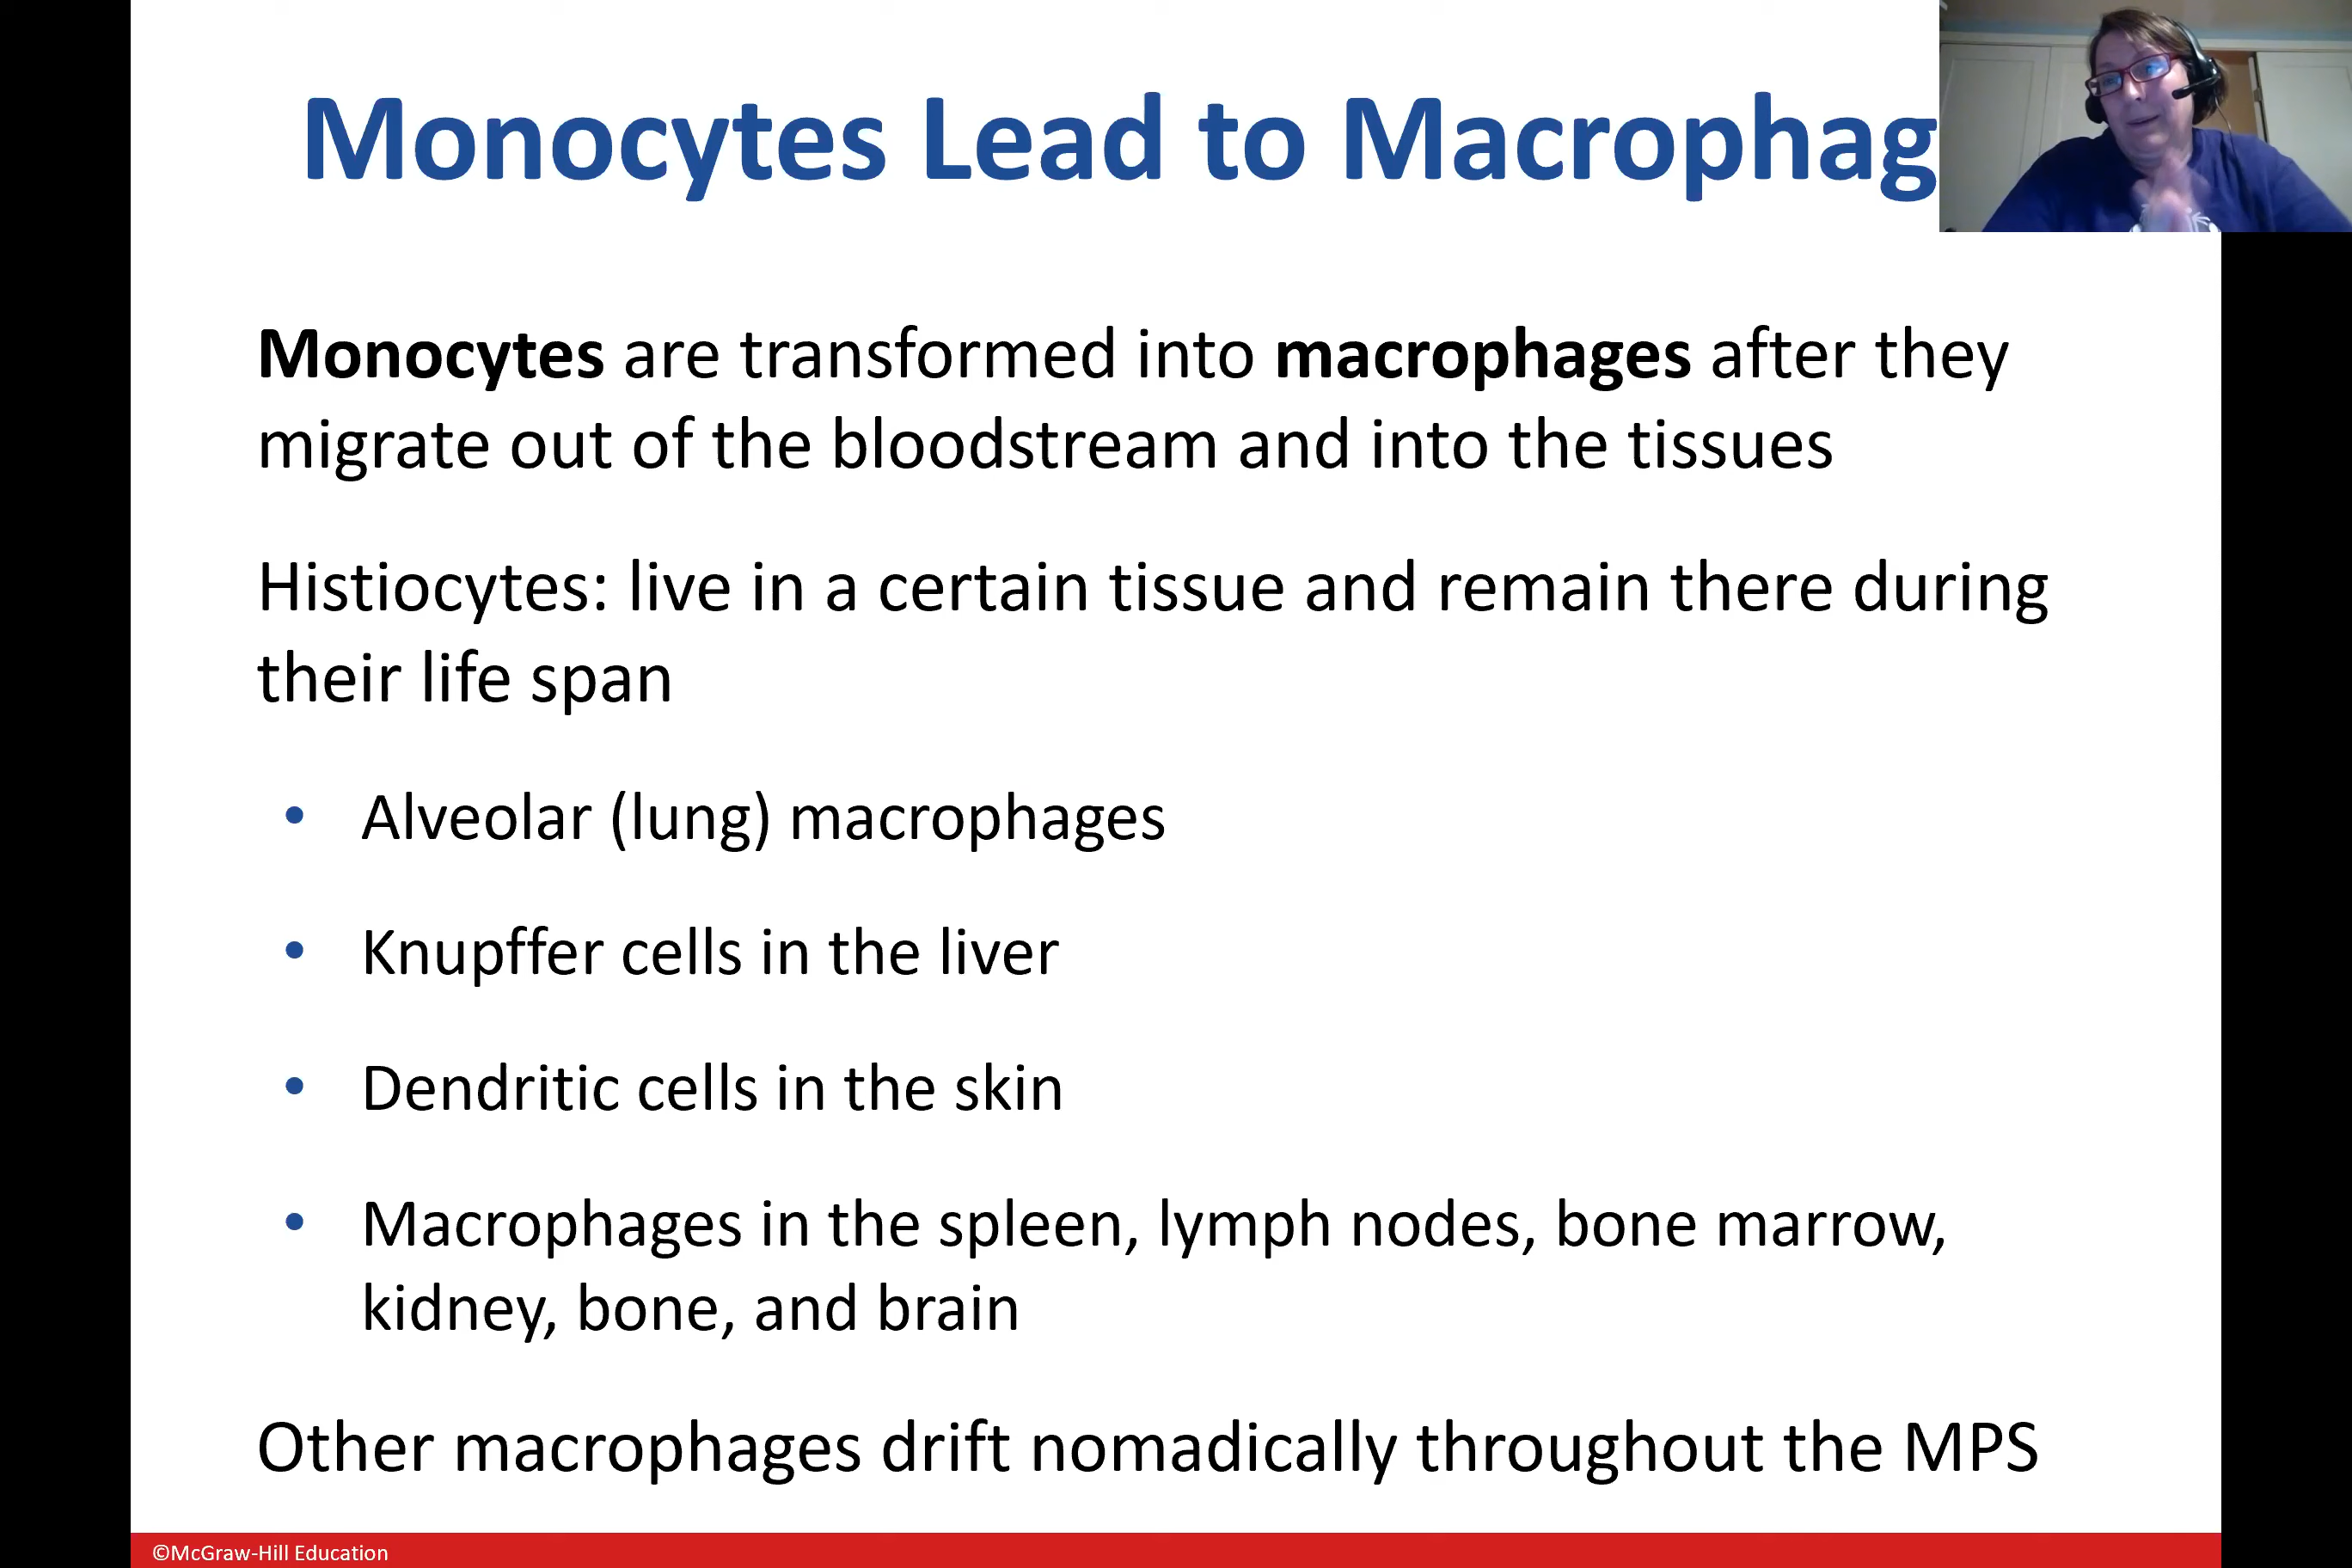 Monocytes Lead to Macrophag
Monocytes are transformed into macrophages after they
migrate out of the bloodstream and into the tissues
Histiocytes: live in a certain tissue and remain there during
their life span
• Alveolar (lung) macrophages
• Knupffer cells in the liver
• Dendritic cells in the skin
• Macrophages in the spleen, lymph nodes, bone marrow,
kidney, bone, and brain
Other macrophages drift nomadically throughout the MPS
©McGraw-Hill Education